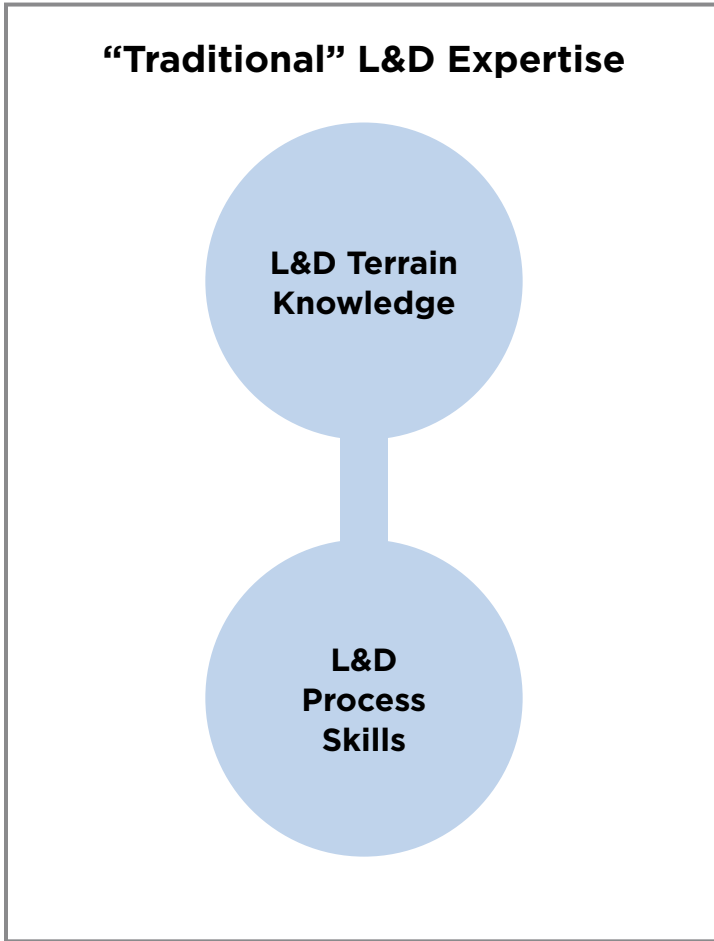 “Traditional” L&D Expertise
L&D Terrain
Knowledge
L&D
Process
Skills